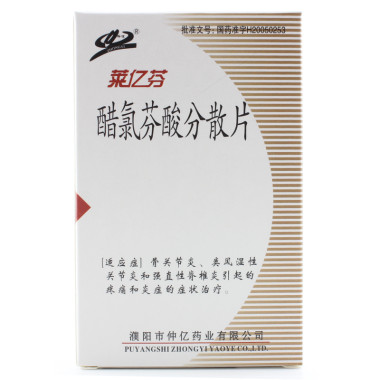 批准文号:国药准字H20050253
莱亿芬
醋氯芬酸分散片
[适应症]骨关节炎、类风湿性
关节炎和强直性脊椎炎引起的
疼痛和炎症的症状治疗。
濮阳市仲亿药业有限公司
PUYANGSHI ZHONGYI YAOYE CO.,LTD.